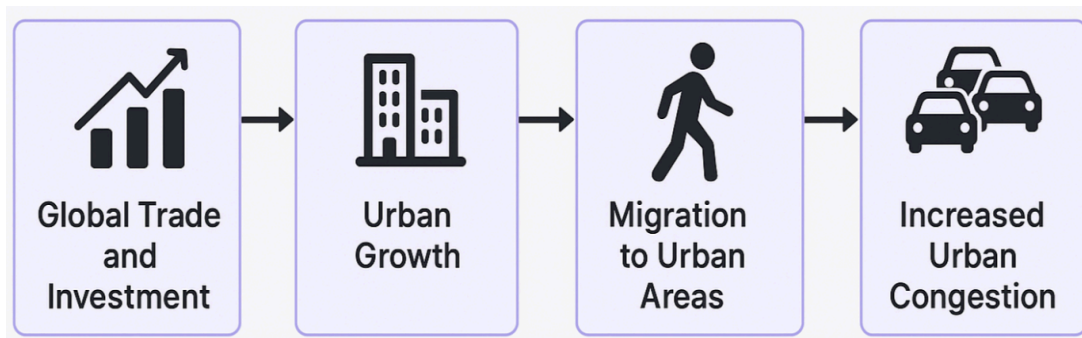 Global Trade
and
Investment
Urban
Growth
Migration
to Urban
Areas
Increased
Urban
Congestion